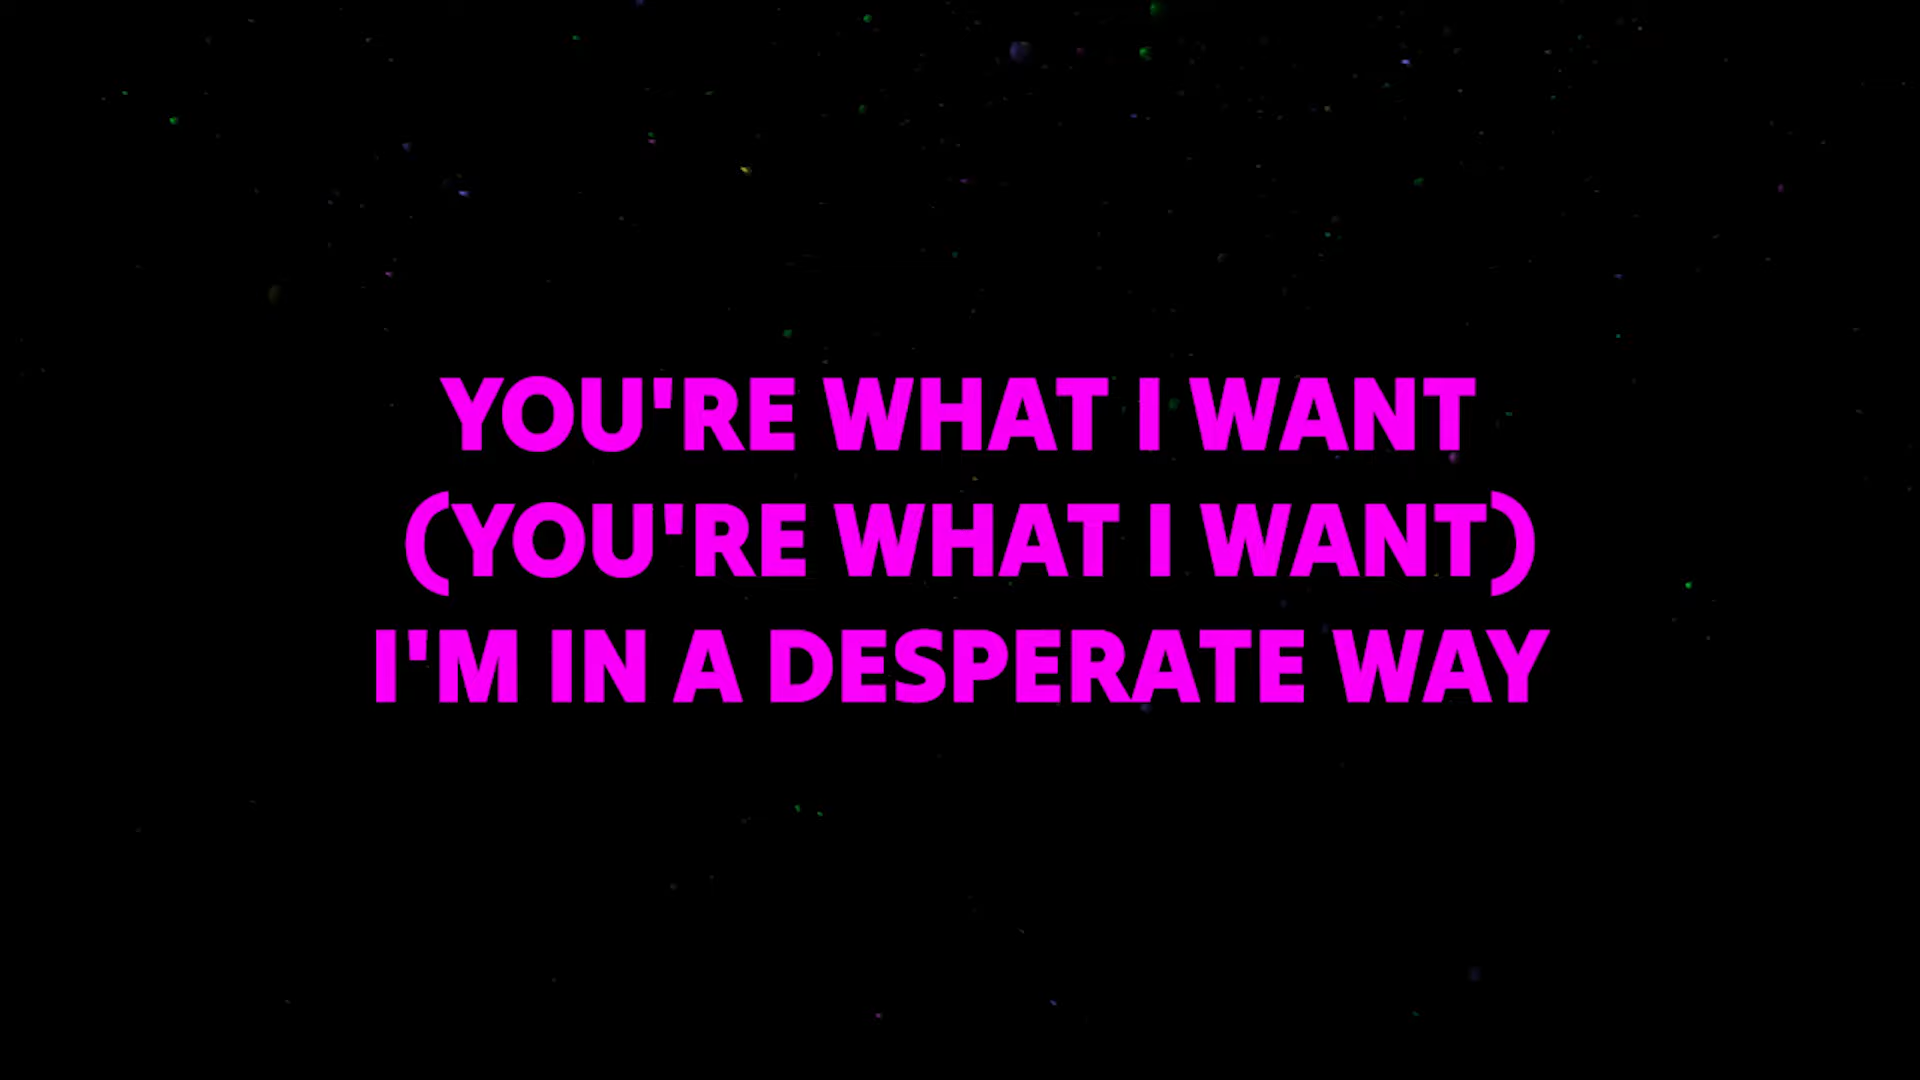 YOU'RE WHAT I WANT
(YOU'RE WHAT I WANT)
I'M IN A DESPERATE WAY